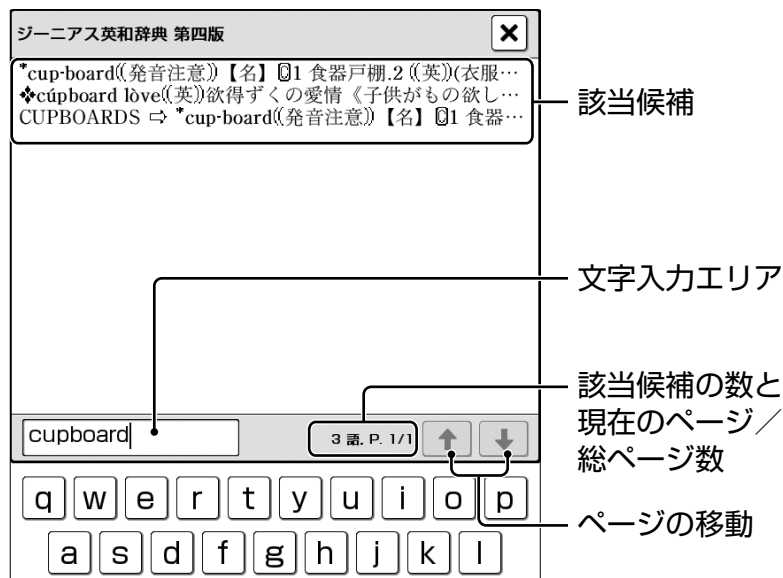 ジーニアス英和辞典 第四版
*cup·board((発音注意))【名】C1 食器戸棚.2 ((英))(衣服…
❖cúpboard lòve((英))欲得ずくの愛情《子供がもの欲し…
CUPBOARDS ⇨ *cup·board((発音注意))【名】C1 食器…
該当候補
文字入力エリア
該当候補の数と
現在のページ／
総ページ数
cupboard
3 語. P. 1/1
ページの移動
q w e r t y u i o p
a s d f g h j k l